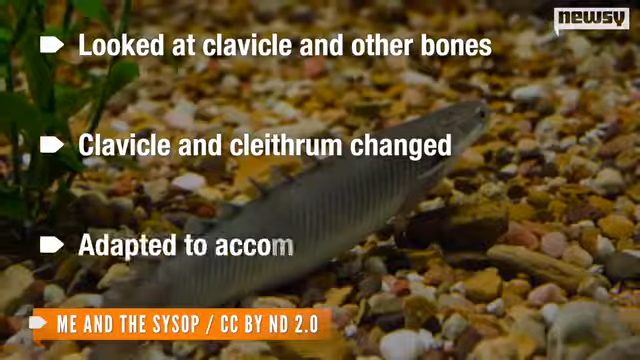 newsy
Looked at clavicle and other bones
Clavicle and cleithrum changed
Adapted to accom
ME AND THE SYSOP / CC BY ND 2.0